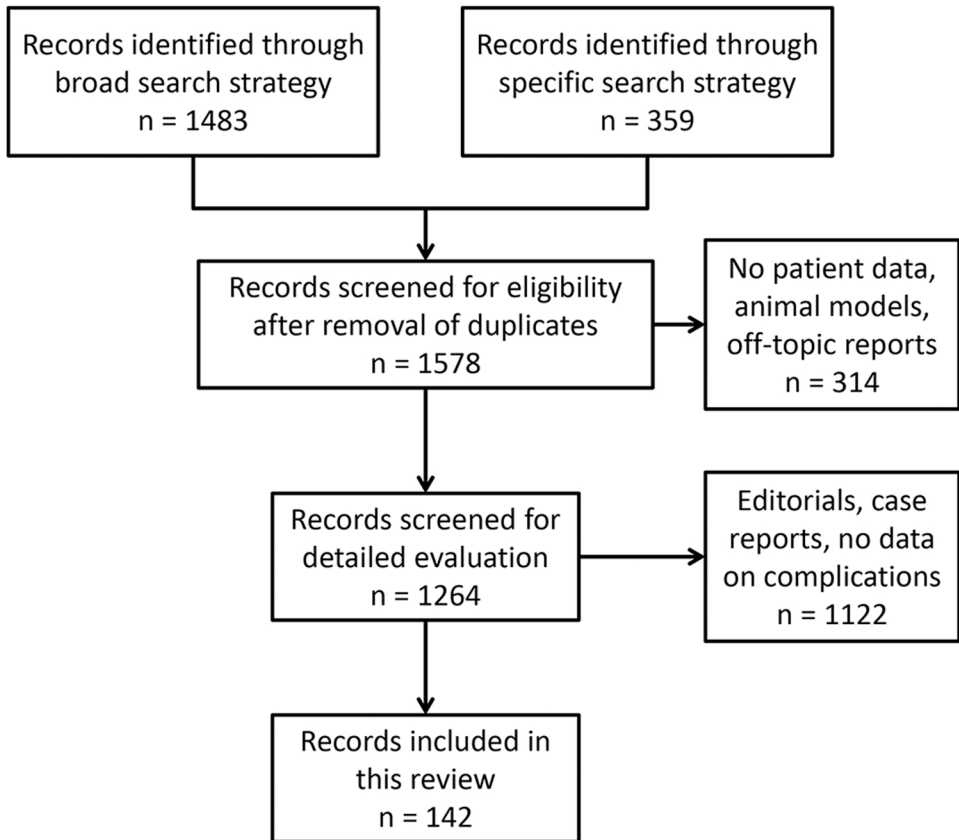 Records identified through
broad search strategy
n = 1483
Records identified through
specific search strategy
n = 359
Records screened for eligibility
after removal of duplicates
n = 1578
No patient data,
animal models,
off-topic reports
n = 314
Records screened for
detailed evaluation
n = 1264
Editorials, case
reports, no data
on complications
n = 1122
Records included in
this review
n = 142